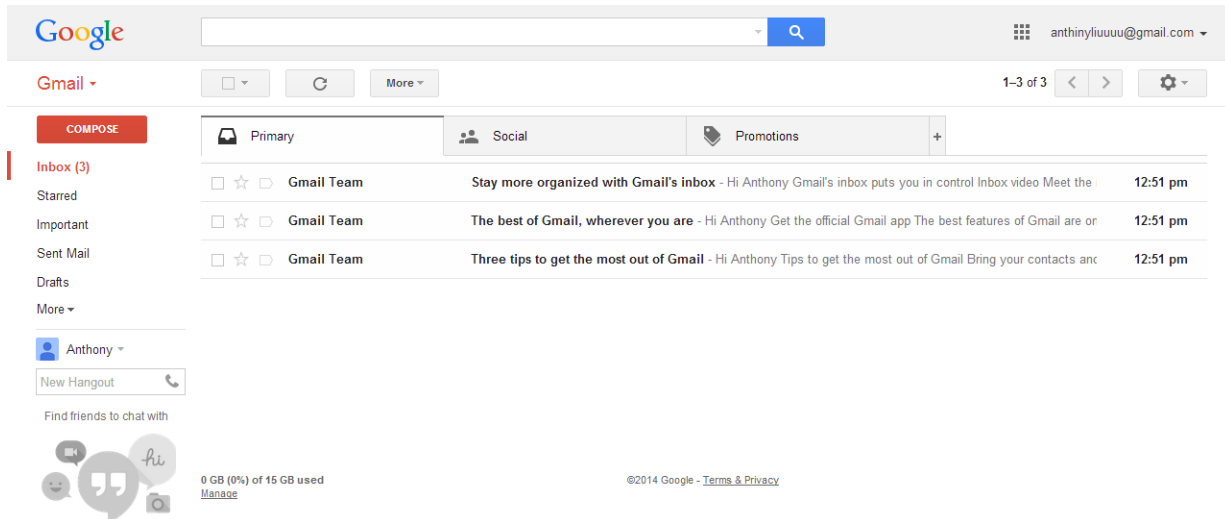 Google
anthinyliuuuu@gmail.com
Gmail
More
1–3 of 3
COMPOSE
Primary
Social
Promotions
+
Inbox (3)
Starred
Important
Sent Mail
Drafts
More
Gmail Team Stay more organized with Gmail's inbox - Hi Anthony Gmail's inbox puts you in control Inbox video Meet the 12:51 pm
Gmail Team The best of Gmail, wherever you are - Hi Anthony Get the official Gmail app The best features of Gmail are 12:51 pm
Gmail Team Three tips to get the most out of Gmail - Hi Anthony Tips to get the most out of Gmail Bring your contacts and 12:51 pm
Anthony
New Hangout
Find friends to chat with
hi
0 GB (0%) of 15 GB used
Manage
©2014 Google - Terms & Privacy